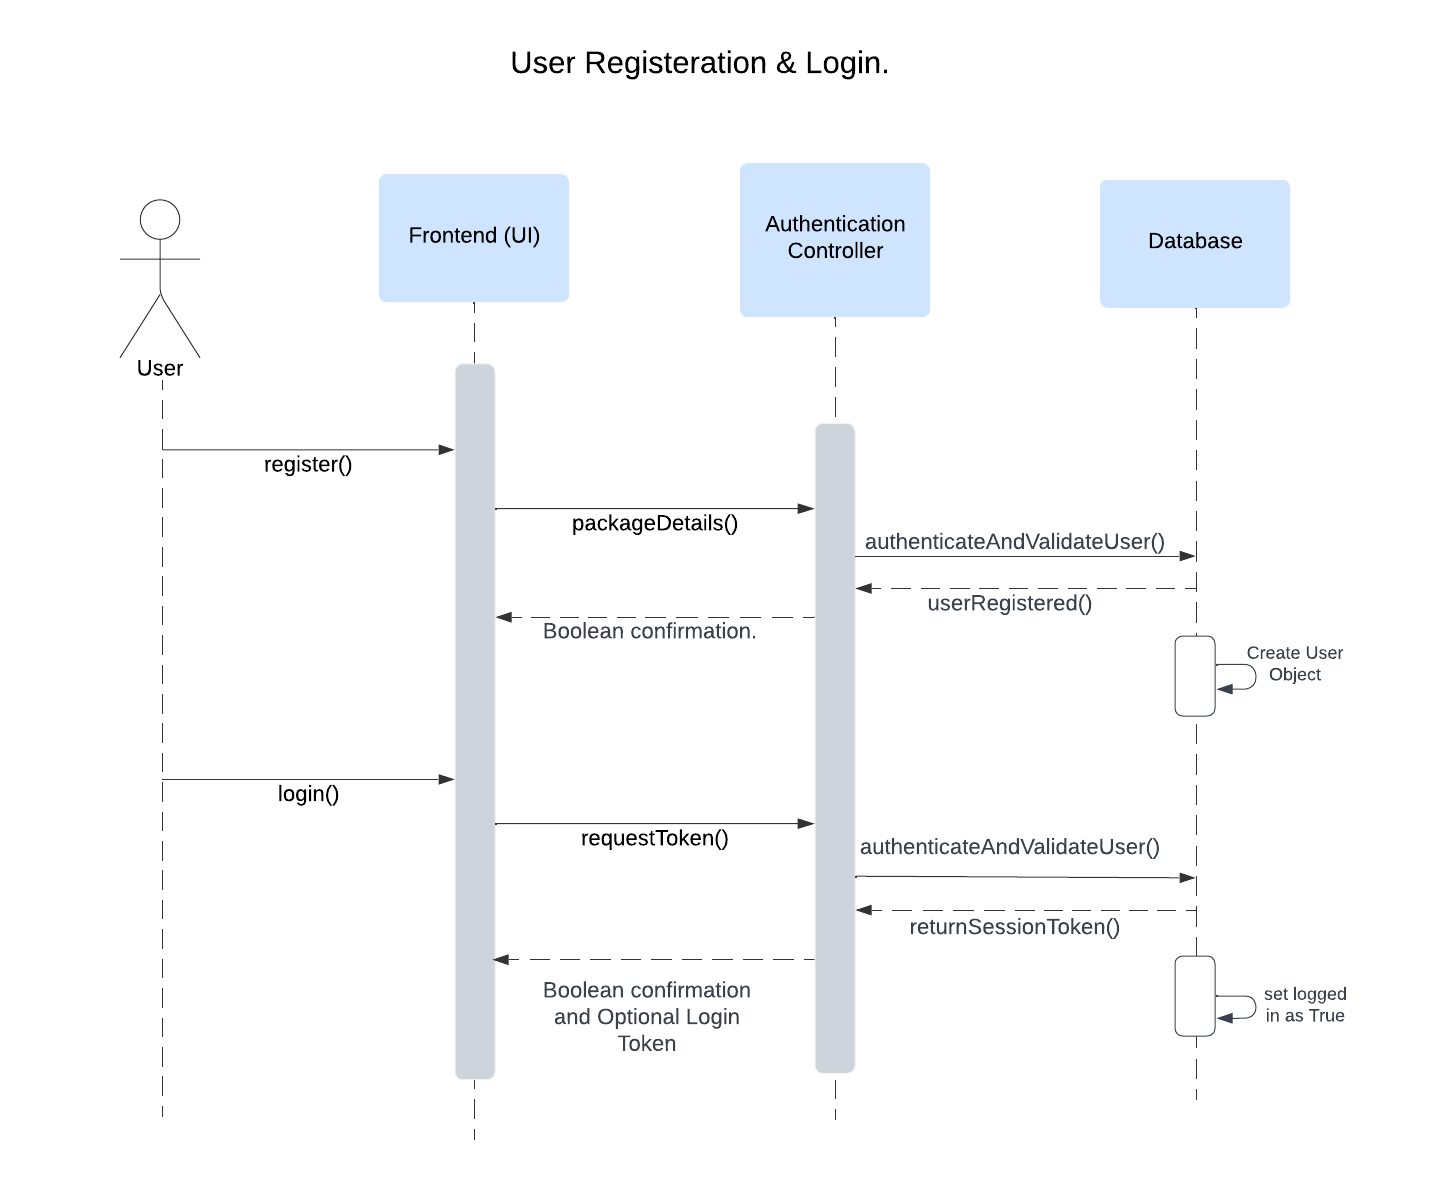 User Registeration & Login.
Frontend (UI)
Authentication
Controller
Database
User
register()
packageDetails()
authenticateAndValidateUser()
userRegistered()
Boolean confirmation.
Create User
Object
login()
requestToken()
authenticateAndValidateUser()
returnSessionToken()
Boolean confirmation
and Optional Login
Token
set logged
in as True